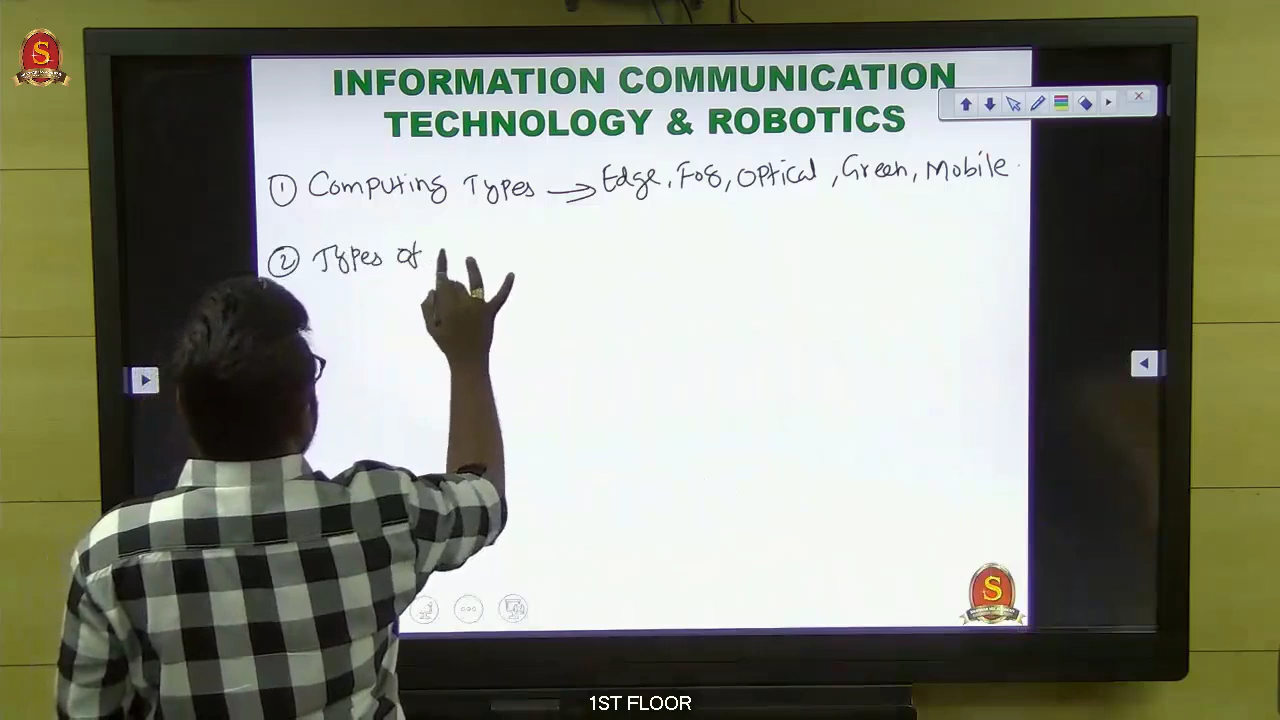 INFORMATION COMMUNICATION
TECHNOLOGY & ROBOTICS
① Computing Types → Edge, Fog, Optical, Green, Mobile
② Types of
S
S
1ST FLOOR